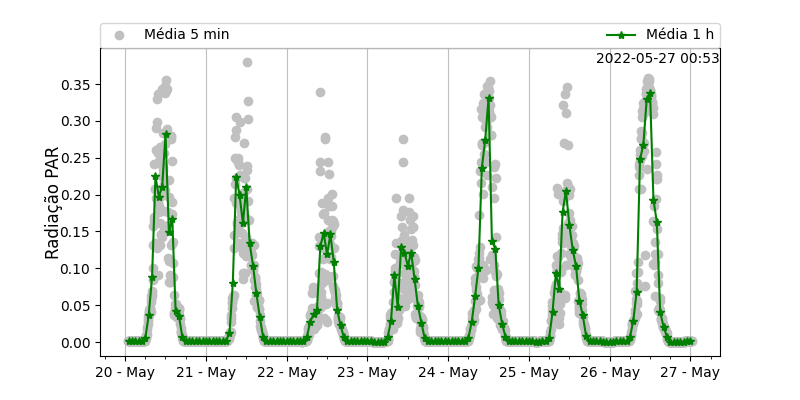 Média 5 min
Média 1 h
2022-05-27 00:53
Radiação PAR
0.35
0.30
0.25
0.20
0.15
0.10
0.05
0.00
20 - May
21 - May
22 - May
23 - May
24 - May
25 - May
26 - May
27 - May